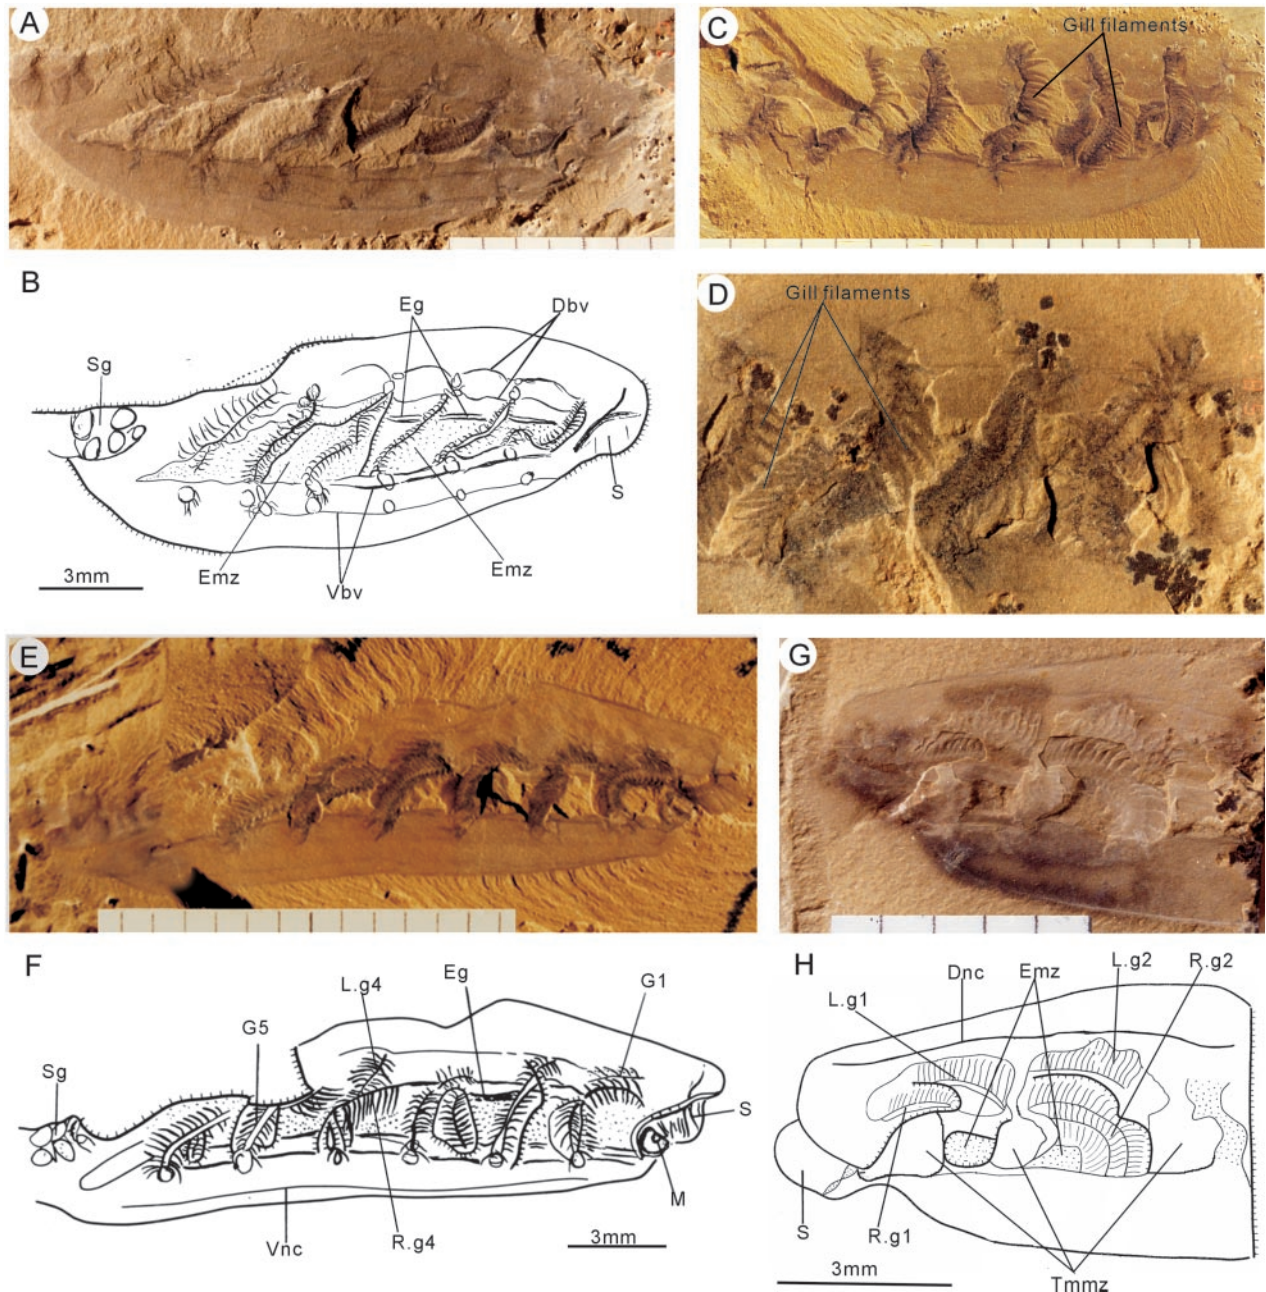 A
C
Gill filaments
B
Eg
Dbv
Sg
S
Emz
Vbv
Emz
3mm
D
Gill filaments
E
G
F
L.g4
Eg
G1
G5
Sg
S
M
Vnc
R.g4
3mm
H
Dnc
Emz
L.g2
R.g2
L.g1
S
R.g1
3mm
Tmmz